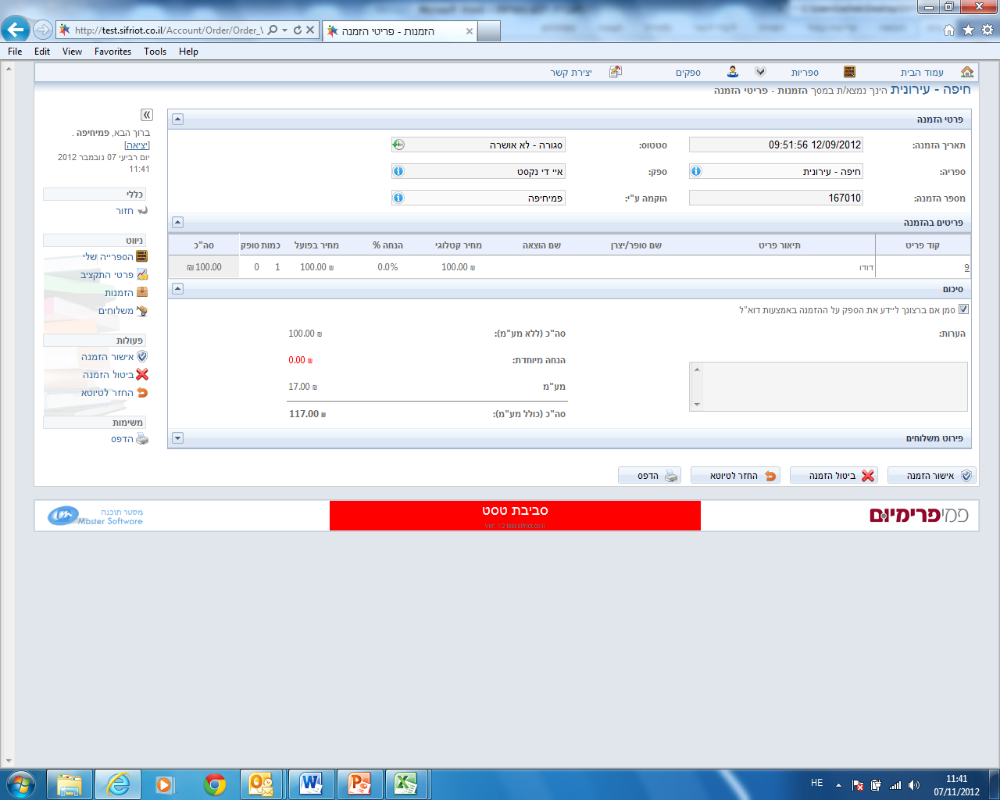 http://test.sifriot.co.il/Account/Order/Order_V
הזמנות - פריטי הזמנה
File Edit View Favorites Tools Help
עמוד הבית ספריות ספקים יצירת קשר
חיפה - עירונית הינך נמצא/ת במסך הזמנות - פריטי הזמנה
ברוך הבא, פמיחיפה .
[יציאה]
יום רביעי 07 נובמבר 2012
11:41
כללי
חזור
ניווט
הספרייה שלי
פרטי התקציב
הזמנות
משלוחים
פעולות
אישור הזמנה
ביטול הזמנה
החזר לטיוטא
משימות
הדפס
פרטי הזמנה
תאריך הזמנה: 12/09/2012 09:51:56 סטטוס: סגורה - לא אושרה
ספריה: חיפה - עירונית ספק: איי די נקסט
מספר הזמנה: 167010 הוקמה ע"י: פמיחיפה
פריטים בהזמנה
קוד פריט תיאור פריט שם סופר/יצרן שם הוצאה מחיר קטלוגי הנחה % מחיר בפועל כמות סופק סה"כ
9 דודו ₪ 100.00 0.0% ₪ 100.00 1 0 ₪ 100.00
סיכום
סמן אם ברצונך ליידע את הספק על ההזמנה באמצעות דוא"ל
הערות:
סה"כ (ללא מע"מ): ₪ 100.00
הנחה מיוחדת: ₪ 0.00
מע"מ ₪ 17.00
סה"כ (כולל מע"מ): ₪ 117.00
פירוט משלוחים
אישור הזמנה ביטול הזמנה החזר לטיוטא הדפס
פמיפרימיום
סביבת טסט
Ver. 1.2 test.sifriot.co.il
מסטר תוכנה
Master Software
HE
11:41
07/11/2012